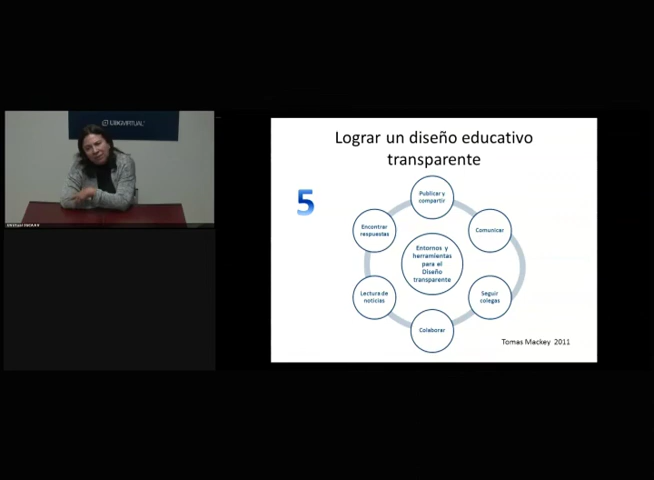 UBAVIRTUAL
Lograr un diseño educativo
transparente
5
Publicar y
compartir
Comunicar
Seguir
colegas
Colaborar
Lectura de
noticias
Encontrar
respuestas
Entornos y
herramientas
para el
Diseño
transparente
Tomas Mackey 2011